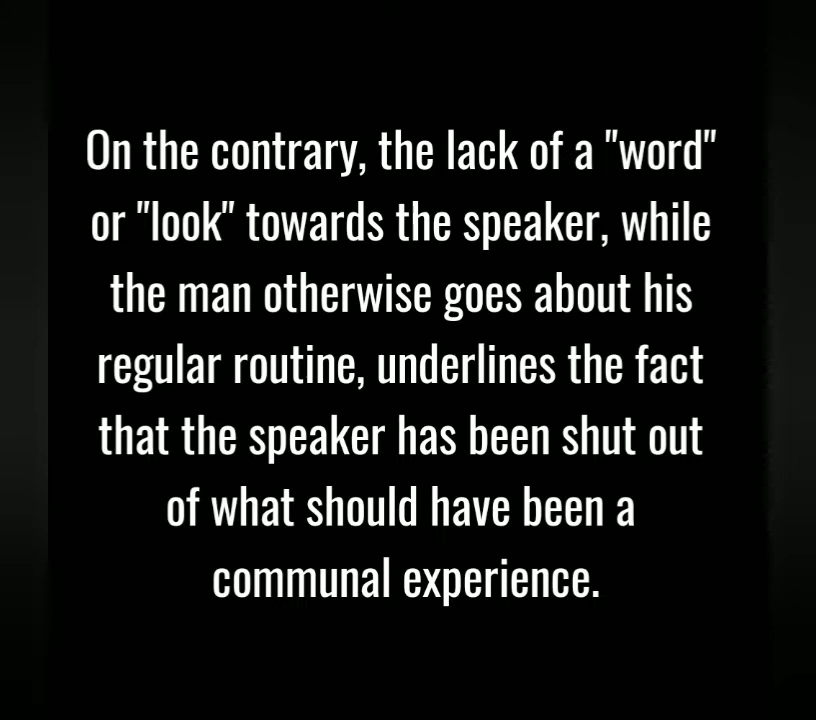 On the contrary, the lack of a "word"
or "look" towards the speaker, while
the man otherwise goes about his
regular routine, underlines the fact
that the speaker has been shut out
of what should have been a
communal experience.